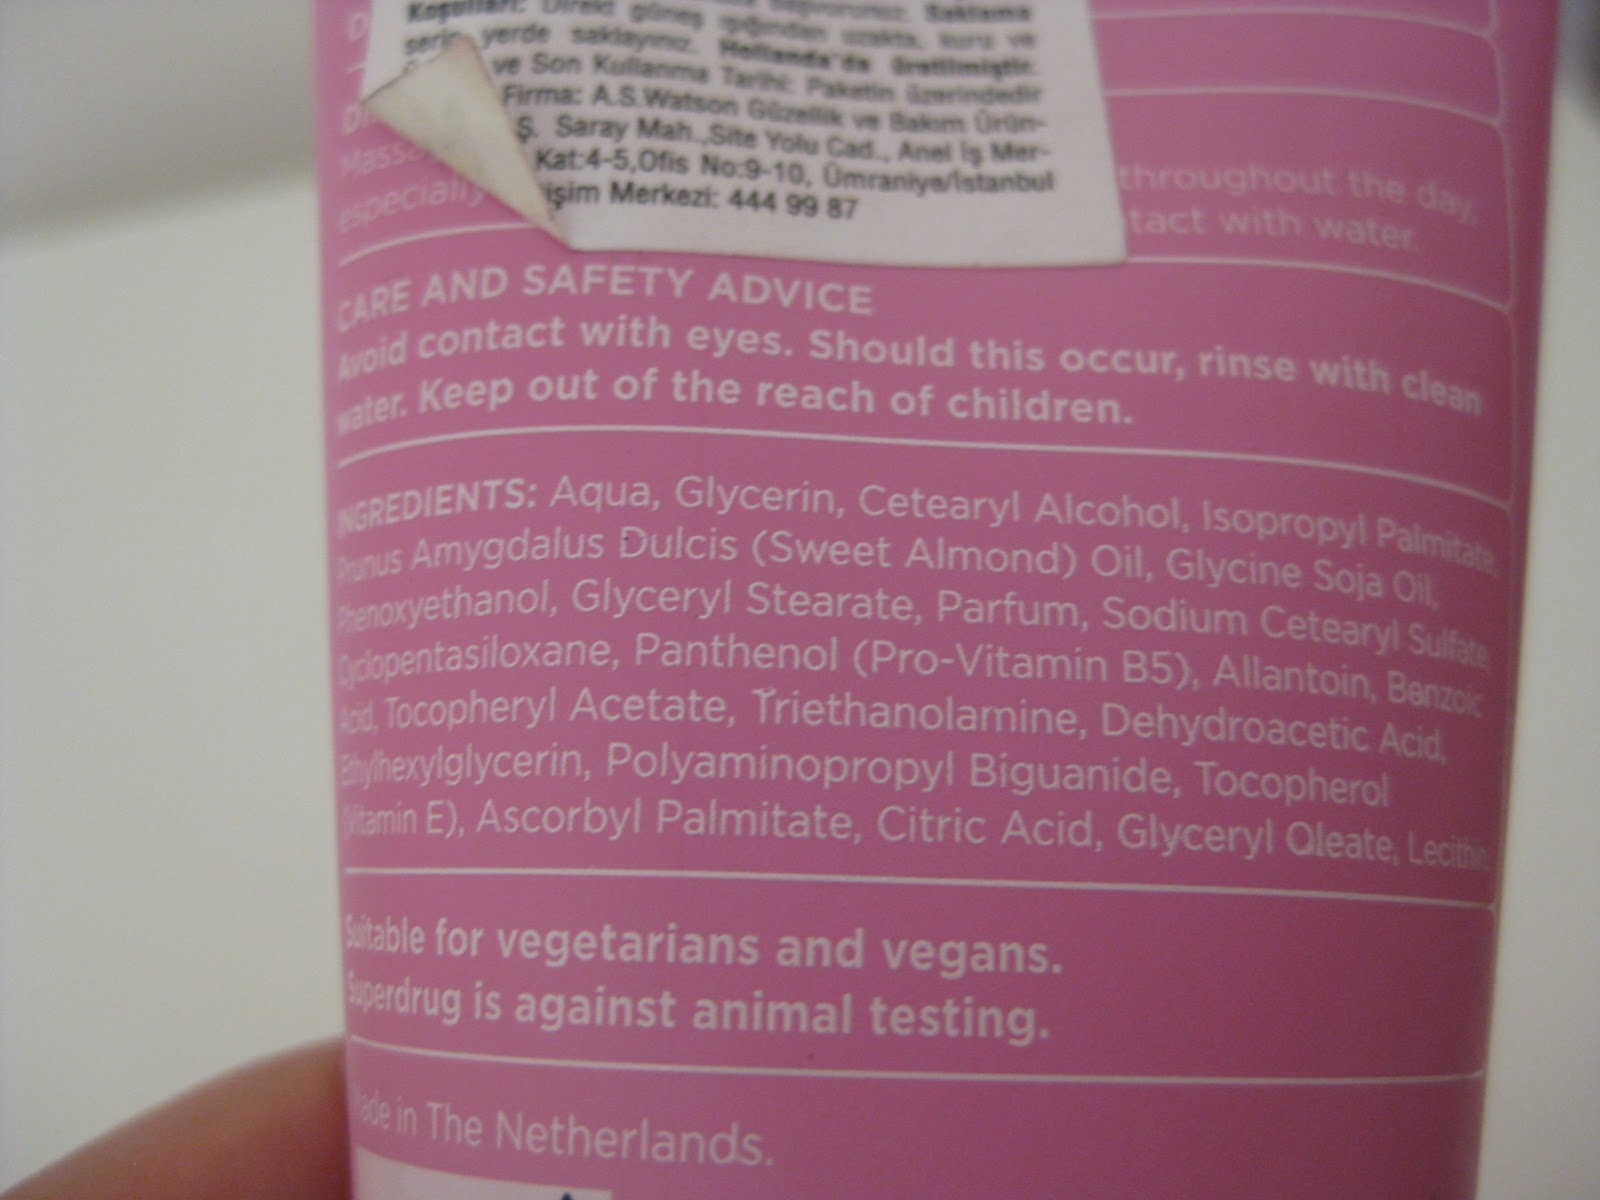 Koşulları: Direkt güneş ışığından uzakta, kuru ve
serin yerde saklayınız. Hollanda'da üretilmiştir.
ve Son Kullanma Tarihi: Paketin üzerindedir
Firma: A.S.Watson Güzellik ve Bakım Ürün-
Ş. Saray Mah.,Site Yolu Cad., Anel İş Mer-
Kat:4-5,Ofis No:9-10, Ümraniye/İstanbul
işim Merkezi: 444 99 87
throughout the day,
especially
tact with water.
CARE AND SAFETY ADVICE
Avoid contact with eyes. Should this occur, rinse with clean
water. Keep out of the reach of children.
INGREDIENTS: Aqua, Glycerin, Cetearyl Alcohol, Isopropyl Palmitate,
Prunus Amygdalus Dulcis (Sweet Almond) Oil, Glycine Soja Oil,
Phenoxyethanol, Glyceryl Stearate, Parfum, Sodium Cetearyl Sulfate,
Cyclopentasiloxane, Panthenol (Pro-Vitamin B5), Allantoin, Benzoic
Acid, Tocopheryl Acetate, Triethanolamine, Dehydroacetic Acid,
Ethylhexylglycerin, Polyaminopropyl Biguanide, Tocopherol
(Vitamin E), Ascorbyl Palmitate, Citric Acid, Glyceryl Oleate, Lecithin.
Suitable for vegetarians and vegans.
Superdrug is against animal testing.
Made in The Netherlands.